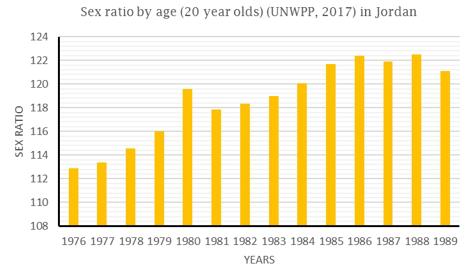 Sex ratio by age (20 year olds) (UNWPP, 2017) in Jordan
124
122
120
118
116
114
112
110
108
SEX RATIO
1976 1977 1978 1979 1980 1981 1982 1983 1984 1985 1986 1987 1988 1989
YEARS